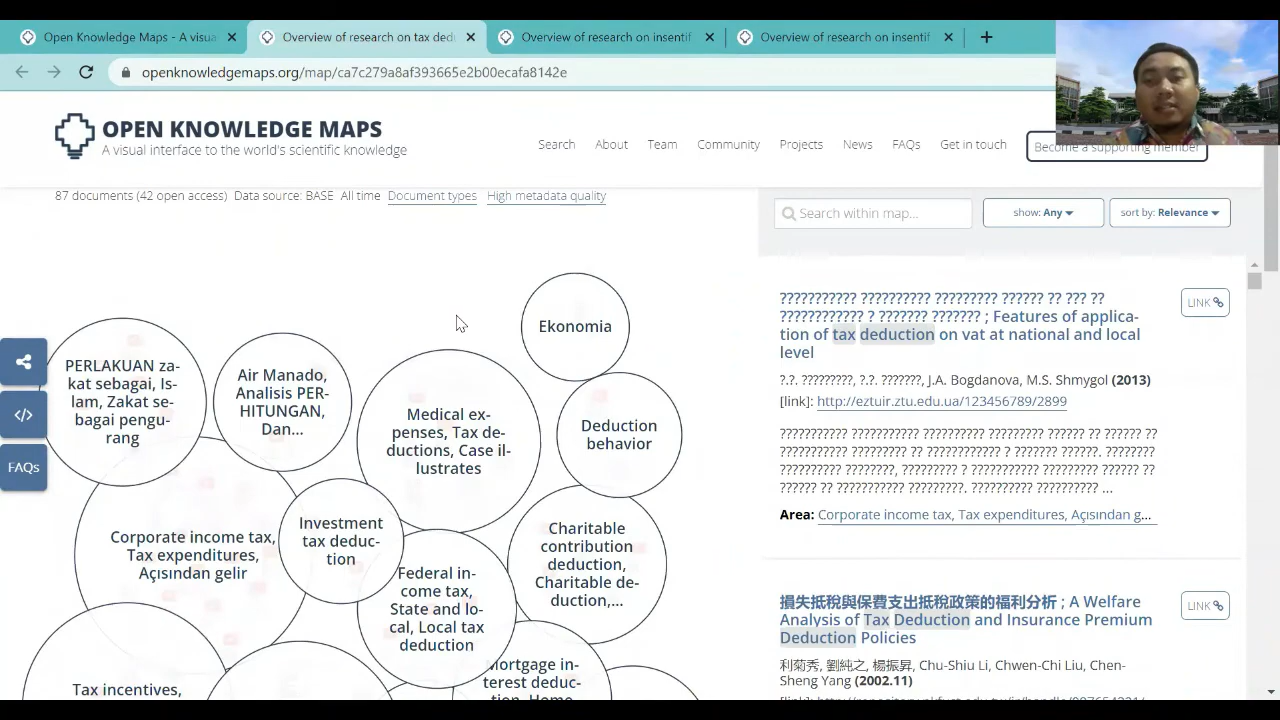 Open Knowledge Maps - A visua
Overview of research on tax ded
Overview of research on insentif
Overview of research on insentif
openknowledgemaps.org/map/ca7c279a8af393665e2b00ecafa8142e
OPEN KNOWLEDGE MAPS
A visual interface to the world's scientific knowledge
Search About Team Community Projects News FAQs Get in touch
Become a supporting member
87 documents (42 open access) Data source: BASE All time Document types High metadata quality
Search within map...
show: Any
sort by: Relevance
Ekonomia
PERLAKUAN za-
kat sebagai, Is-
lam, Zakat se-
bagai pengu-
rang
Air Manado,
Analisis PER-
HITUNGAN,
Dan...
Medical ex-
penses, Tax de-
ductions, Case il-
lustrates
Deduction
behavior
Corporate income tax,
Tax expenditures,
Açısından gelir
Investment
tax deduc-
tion
Federal in-
come tax,
State and lo-
cal, Local tax
deduction
Charitable
contribution
deduction,
Charitable de-
duction,...
Mortgage in-
terest deduc-
tion, Home
Tax incentives,
FAQs
??????????? ?????????? ????????? ?????? ?? ??? ??
???????????? ? ??????? ??????? ; Features of applica-
tion of tax deduction on vat at national and local
level
?.?. ?????????, ?.?. ???????, J.A. Bogdanova, M.S. Shmygol (2013)
[link]: http://eztuir.ztu.edu.ua/123456789/2899
??????????? ?????????? ?????????? ????????? ?????? ?? ?????? ??
?????????? ??????????? ????????? ?????? ? ?????? ??????. ????????
???????? ??????????, ????????? ? ?????????? ????????? ?????? ??
?????? ?? ??????????? ?????????. ?????????? ?????????? ...
Area: Corporate income tax, Tax expenditures, Açısından g...
LINK
損失抵稅與保費支出抵稅政策的福利分析 ; A Welfare
Analysis of Tax Deduction and Insurance Premium
Deduction Policies
利菊秀, 劉純之, 楊振昇, Chu-Shiu Li, Chwen-Chi Liu, Chen-
Sheng Yang (2002.11)
LINK